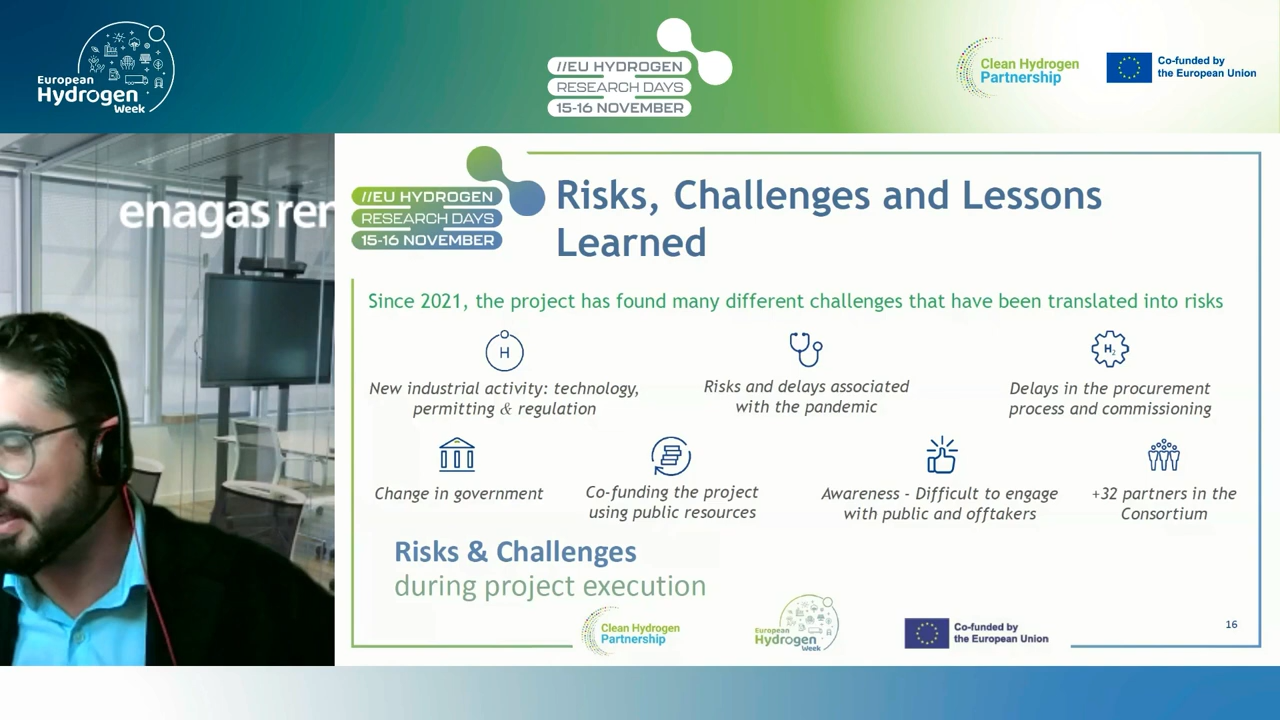 European
Hydrogen
Week
//EU HYDROGEN
RESEARCH DAYS
15-16 NOVEMBER
Clean Hydrogen
Partnership
Co-funded by
the European Union
enagas ren
//EU HYDROGEN
RESEARCH DAYS
15-16 NOVEMBER
Risks, Challenges and Lessons
Learned
Since 2021, the project has found many different challenges that have been translated into risks
H
H2
New industrial activity: technology,
permitting & regulation
Risks and delays associated
with the pandemic
Delays in the procurement
process and commissioning
Change in government
Co-funding the project
using public resources
Awareness - Difficult to engage
with public and offtakers
+32 partners in the
Consortium
Risks & Challenges
during project execution
Clean Hydrogen
Partnership
European
Hydrogen
Week
Co-funded by
the European Union
16